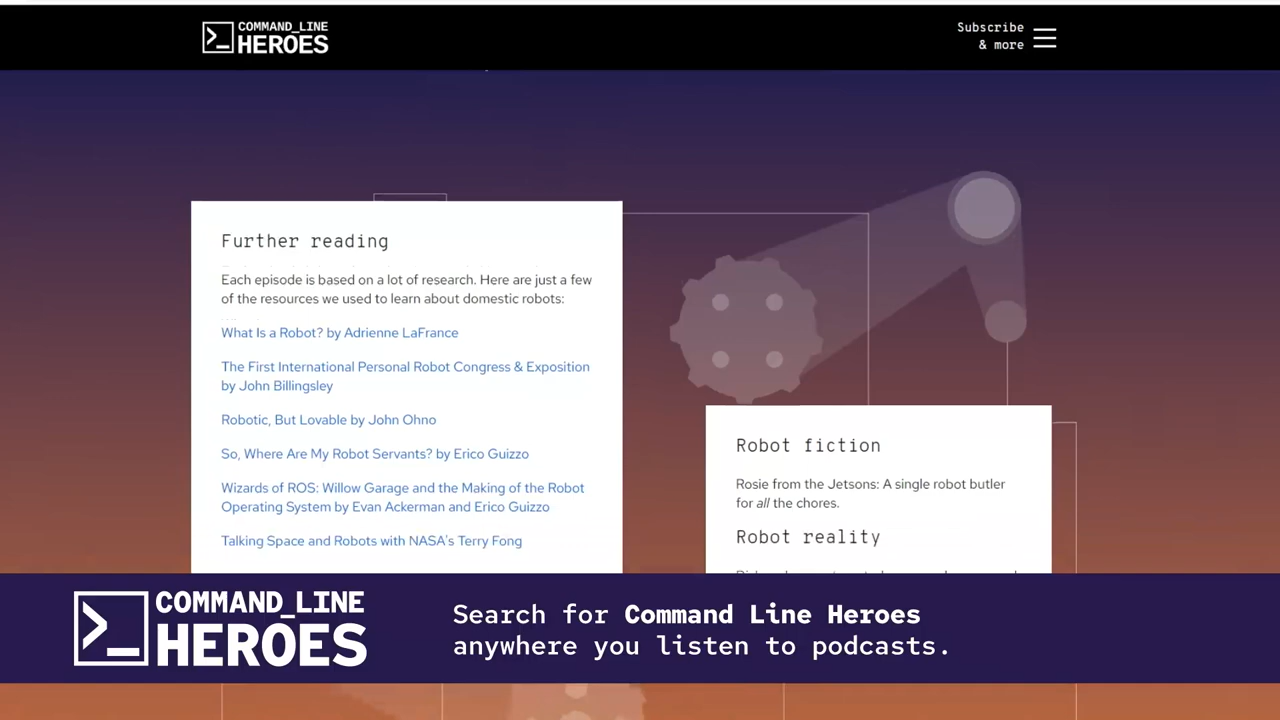 COMMAND_LINE
HEROES
Subscribe
& more
Further reading
Each episode is based on a lot of research. Here are just a few
of the resources we used to learn about domestic robots:
What Is a Robot? by Adrienne LaFrance
The First International Personal Robot Congress & Exposition
by John Billingsley
Robotic, But Lovable by John Ohno
So, Where Are My Robot Servants? by Erico Guizzo
Wizards of ROS: Willow Garage and the Making of the Robot
Operating System by Evan Ackerman and Erico Guizzo
Talking Space and Robots with NASA's Terry Fong
Robot fiction
Rosie from the Jetsons: A single robot butler
for all the chores.
Robot reality
COMMAND_LINE
HEROES
Search for Command Line Heroes
anywhere you listen to podcasts.